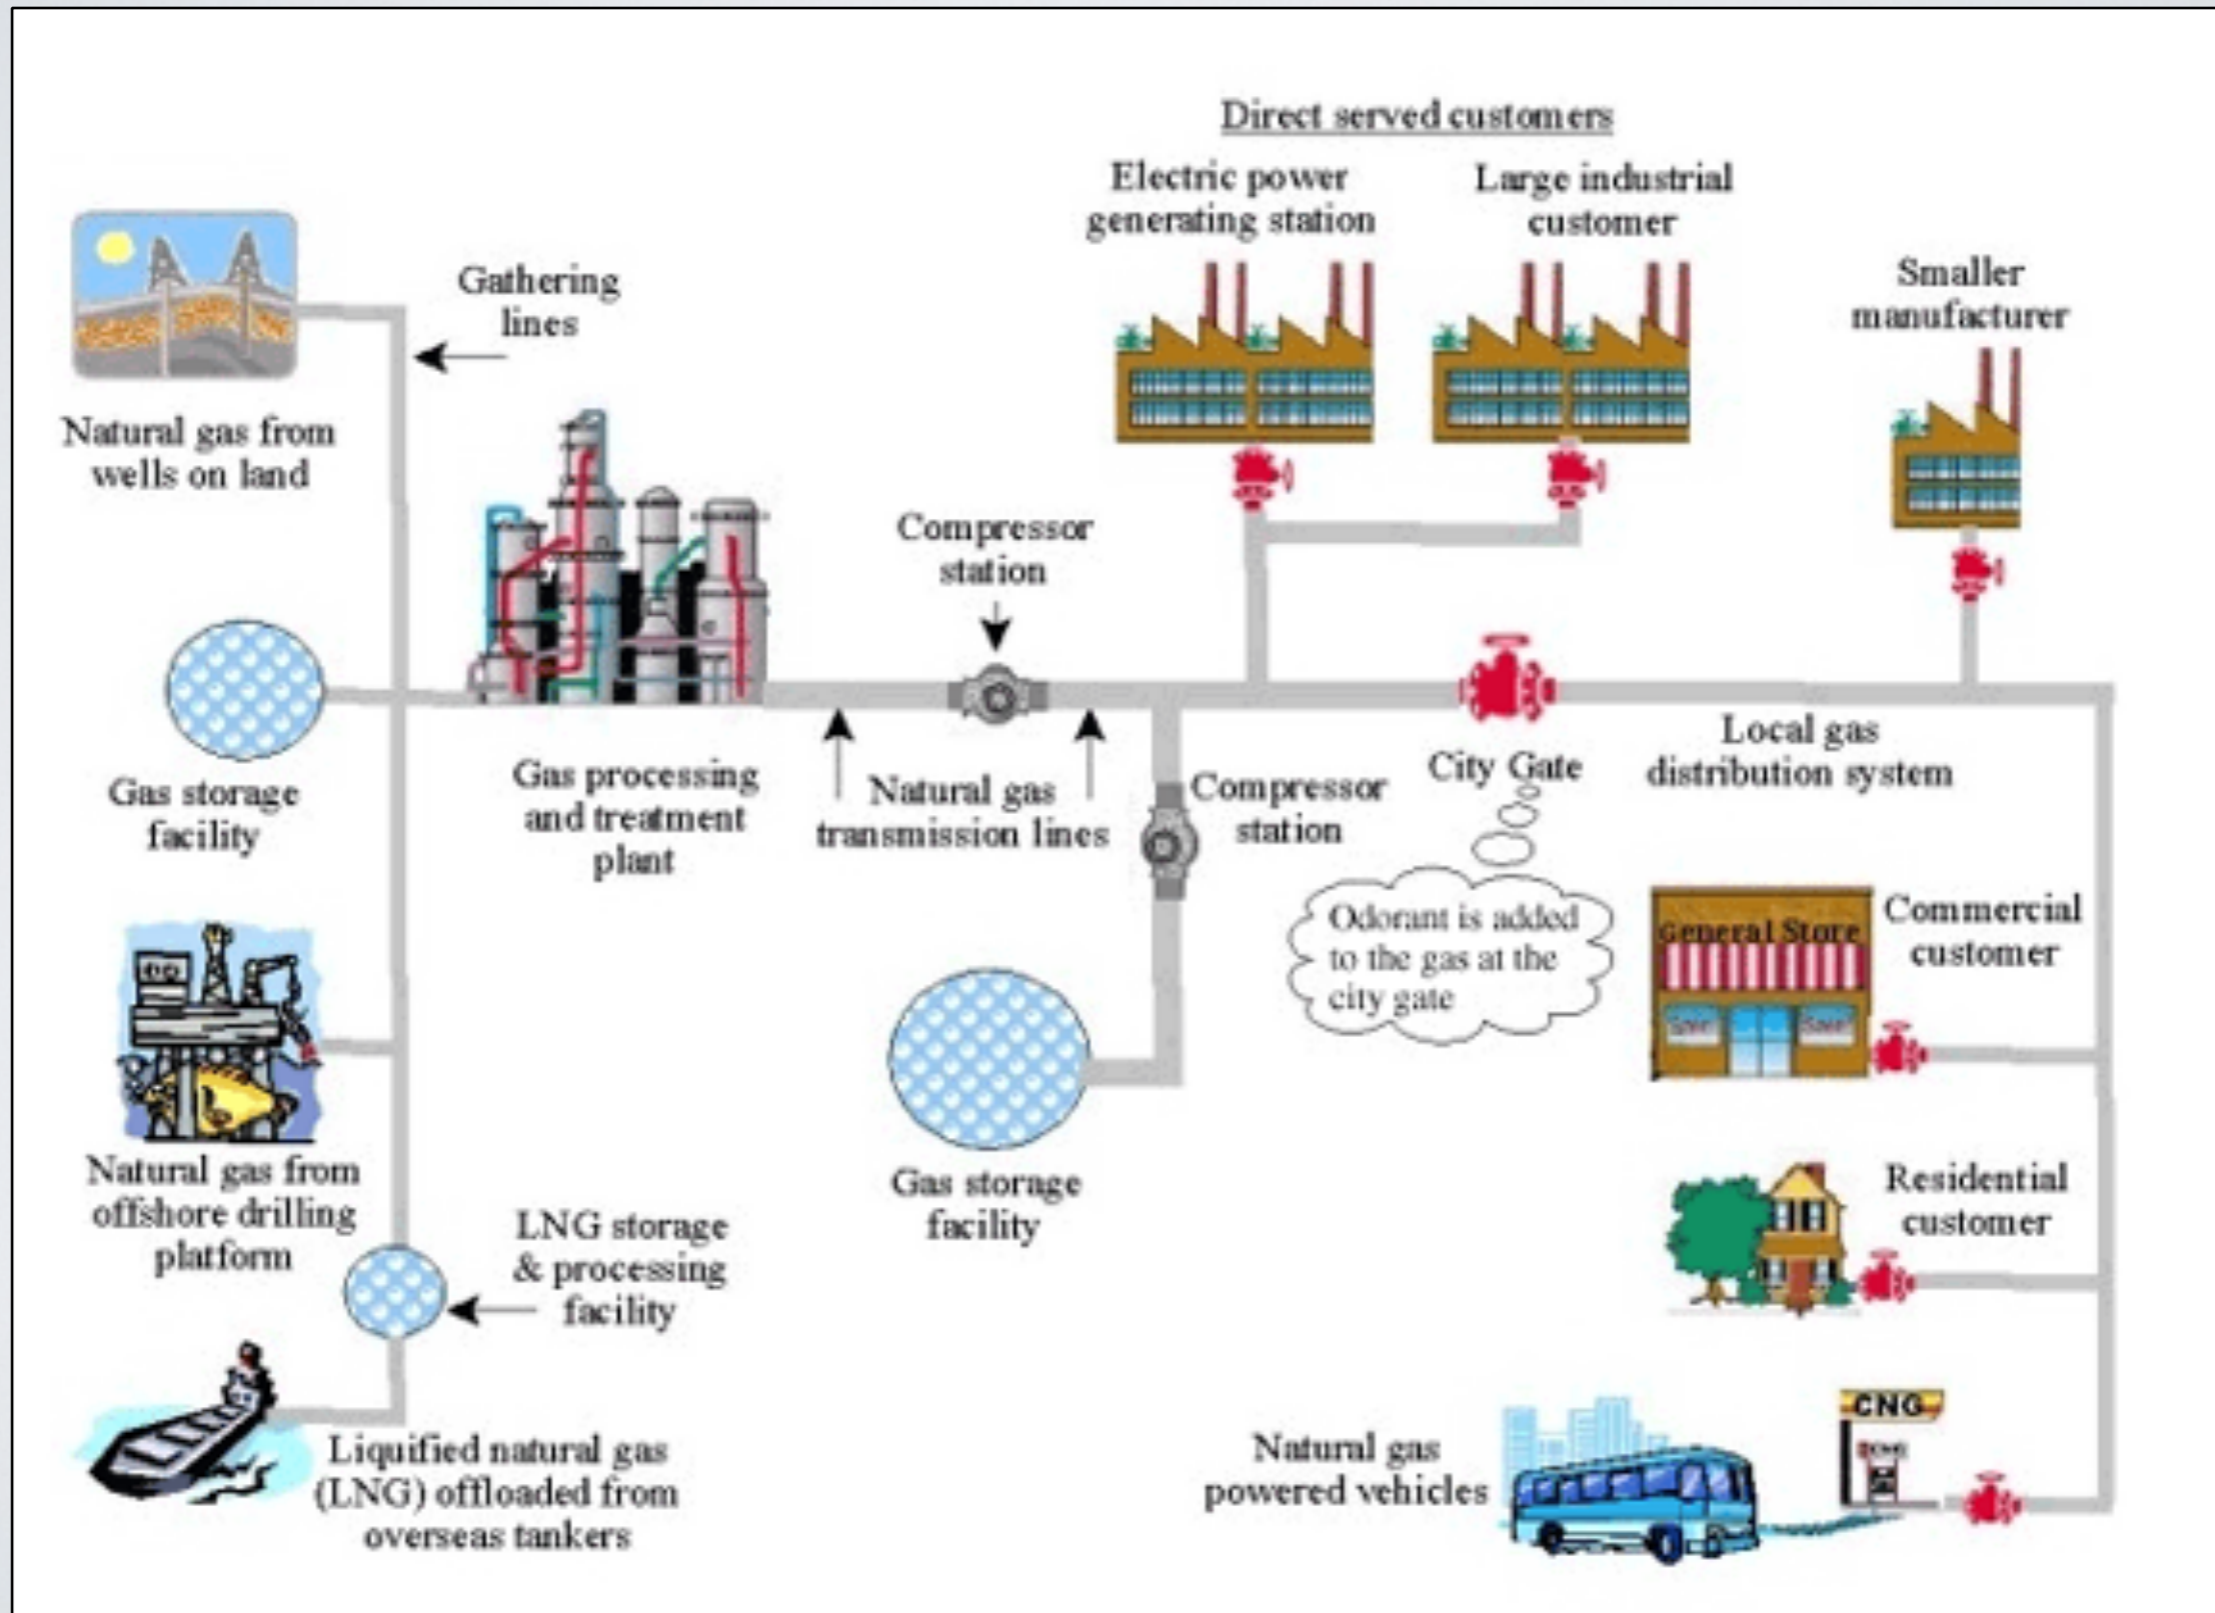 Direct served customers
Electric power
generating station
Large industrial
customer
Smaller
manufacturer
Gathering
lines
Natural gas from
wells on land
Compressor
station
Gas storage
facility
Gas processing
and treatment
plant
Natural gas
transmission lines
Compressor
station
City Gate
Local gas
distribution system
Odorant is added
to the gas at the
city gate
General Store
Commercial
customer
Natural gas from
offshore drilling
platform
LNG storage
& processing
facility
Gas storage
facility
Residential
customer
Liquified natural gas
(LNG) offloaded from
overseas tankers
Natural gas
powered vehicles
CNG